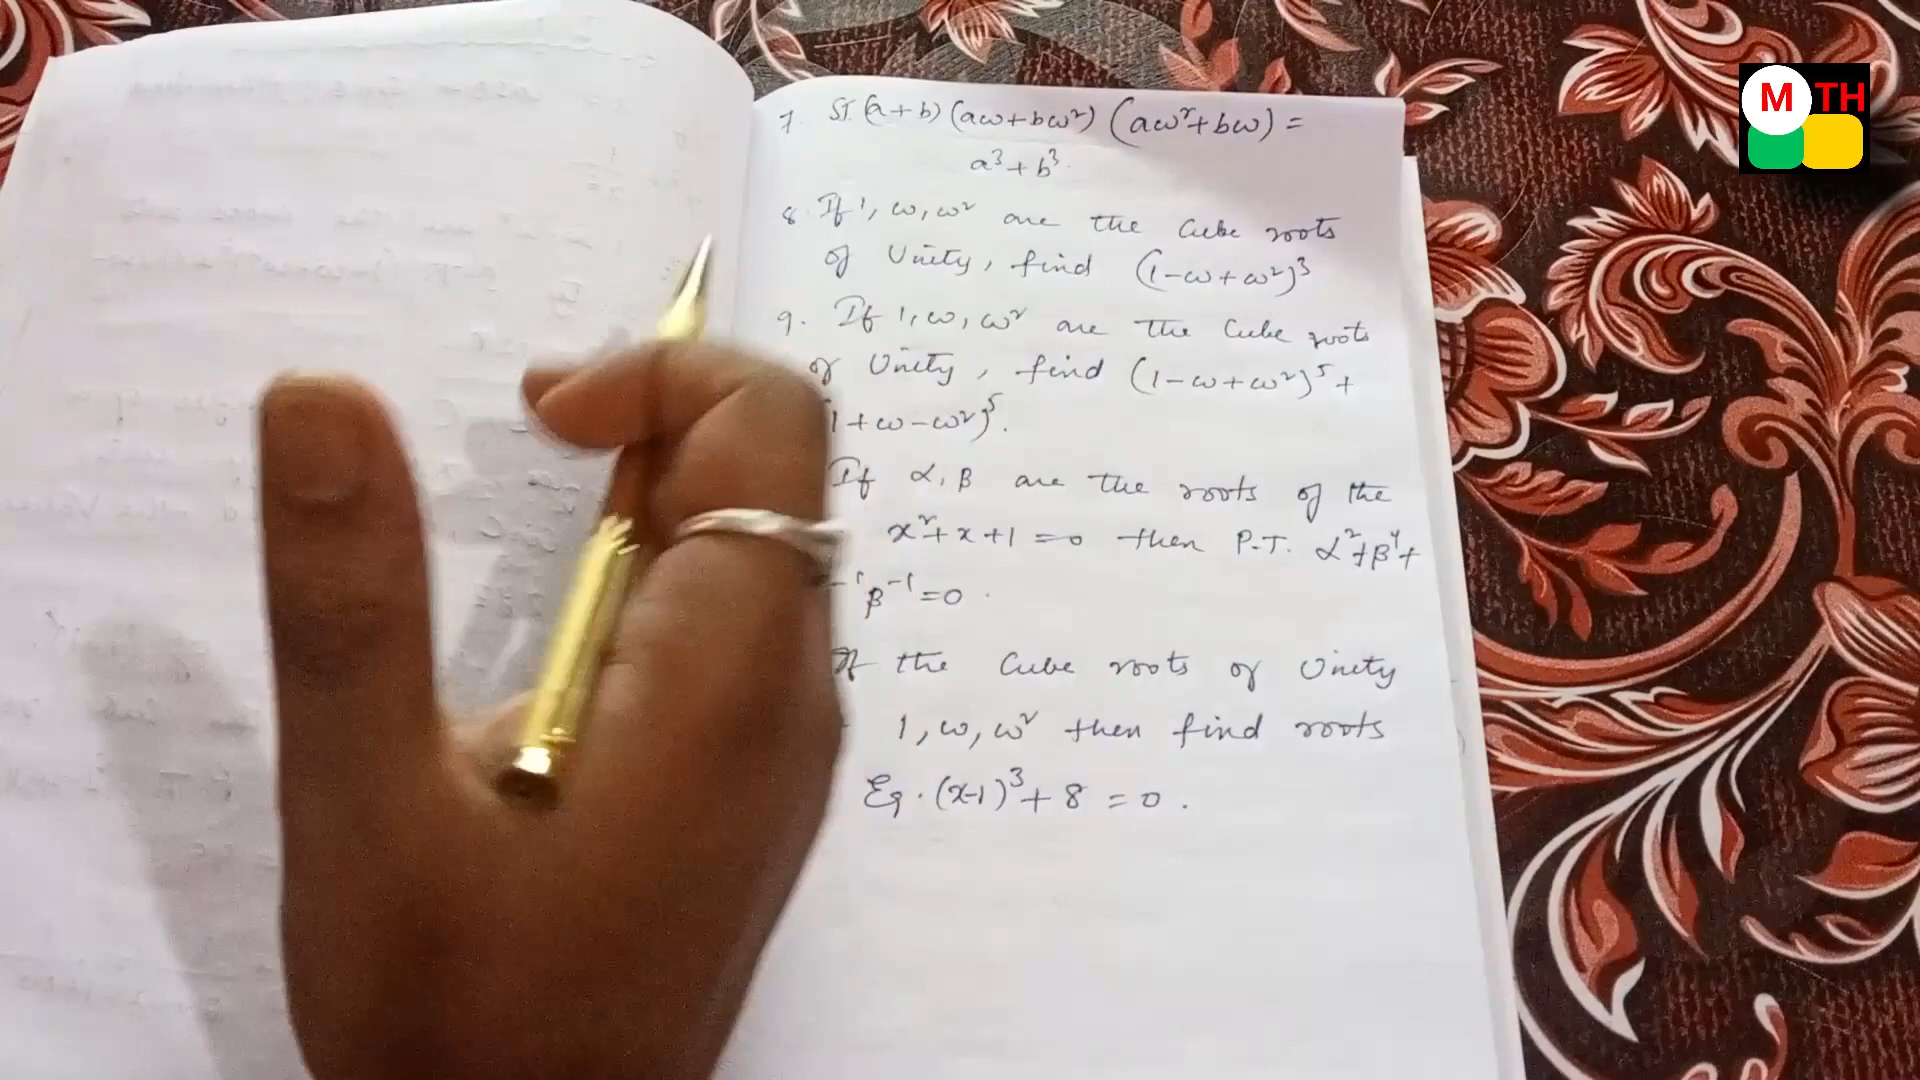 7. S.T. (a+b) (aω+bω²) (aω²+bω) =
a³+b³.
8. If 1, ω, ω² are the Cube roots
of Unity, find (1-ω+ω²)³
9. If 1, ω, ω² are the Cube roots
of Unity, find (1-ω+ω²)⁵+
1+ω-ω²)⁵.
If α, β are the roots of the
x²+x+1=0 then P.T. α²+β⁴+
⁻¹β⁻¹=0.
If the Cube roots of Unity
1, ω, ω² then find roots
Eq. (x-1)³+8=0.
M TH